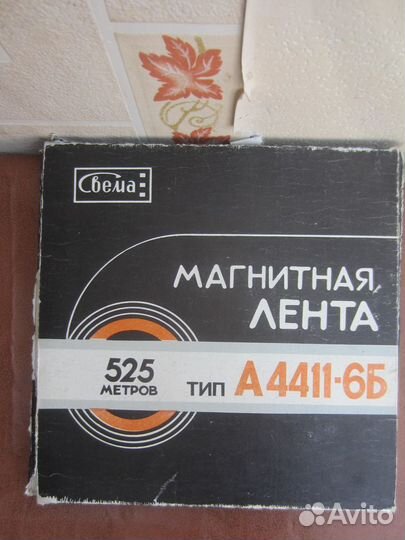 Свема
МАГНИТНАЯ
ЛЕНТА
525
МЕТРОВ
ТИП А4411-6Б
Avito